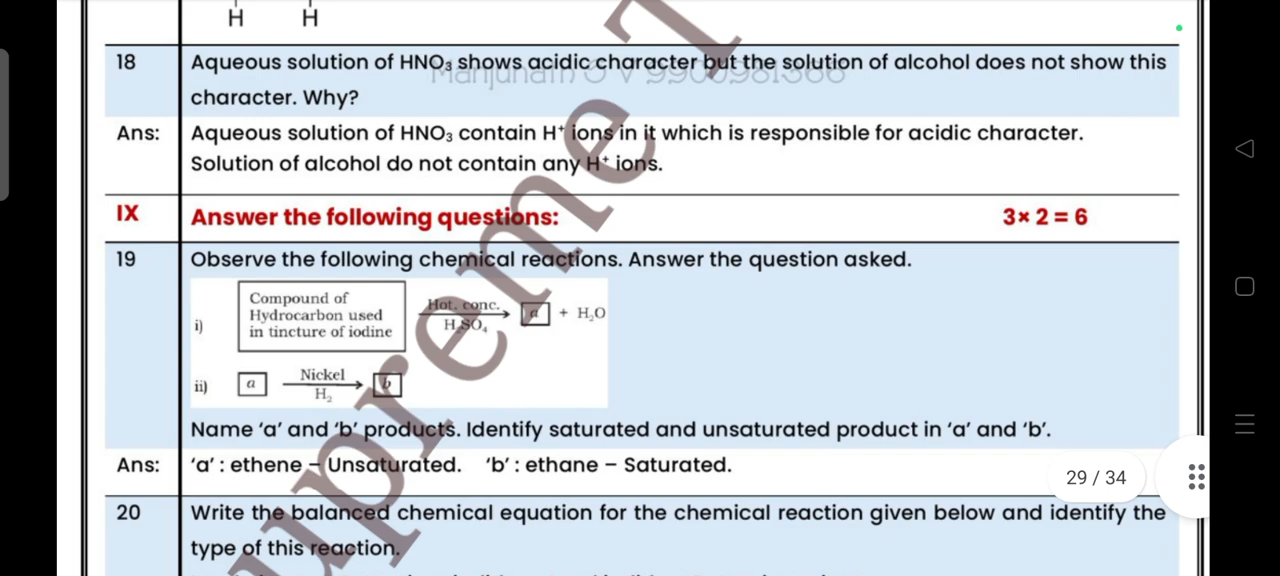 H H
18 Aqueous solution of HNO₃ shows acidic character but the solution of alcohol does not show this
character. Why?
Ans: Aqueous solution of HNO₃ contain H⁺ ions in it which is responsible for acidic character.
Solution of alcohol do not contain any H⁺ ions.
IX Answer the following questions: 3× 2 = 6
19 Observe the following chemical reactions. Answer the question asked.
i) Compound of
Hydrocarbon used
in tincture of iodine
Hot. conc.
H₂SO₄
a + H₂O
ii) a Nickel
H₂
b
Name ‘a’ and ‘b’ products. Identify saturated and unsaturated product in ‘a’ and ‘b’.
Ans: ‘a’ : ethene – Unsaturated. ‘b’ : ethane – Saturated.
29 / 34
20 Write the balanced chemical equation for the chemical reaction given below and identify the
type of this reaction.